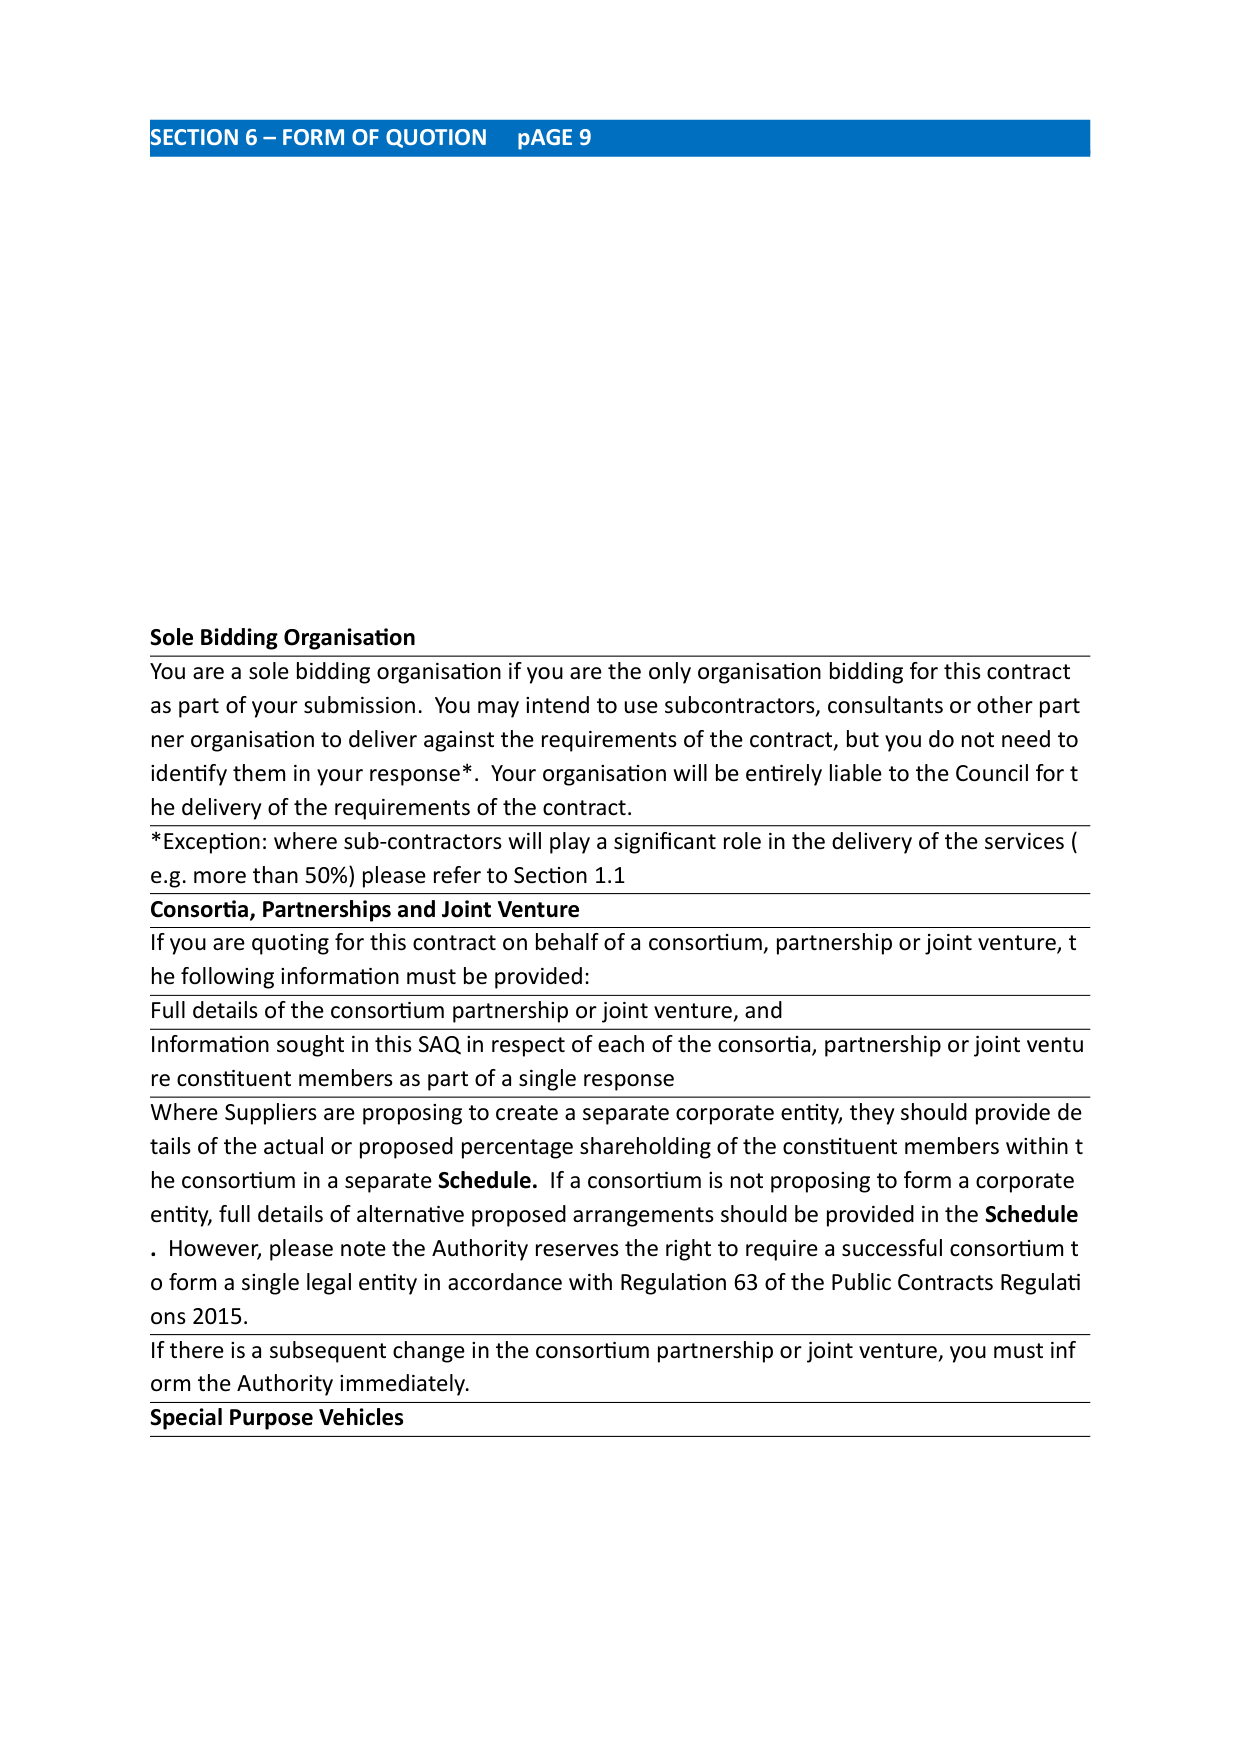 SECTION 6 – FORM OF QUOTION pAGE 9
Sole Bidding Organisation
You are a sole bidding organisation if you are the only organisation bidding for this contract
as part of your submission. You may intend to use subcontractors, consultants or other part
ner organisation to deliver against the requirements of the contract, but you do not need to
identify them in your response*. Your organisation will be entirely liable to the Council for t
he delivery of the requirements of the contract.
*Exception: where sub-contractors will play a significant role in the delivery of the services (
e.g. more than 50%) please refer to Section 1.1
Consortia, Partnerships and Joint Venture
If you are quoting for this contract on behalf of a consortium, partnership or joint venture, t
he following information must be provided:
Full details of the consortium partnership or joint venture, and
Information sought in this SAQ in respect of each of the consortia, partnership or joint ventu
re constituent members as part of a single response
Where Suppliers are proposing to create a separate corporate entity, they should provide de
tails of the actual or proposed percentage shareholding of the constituent members within t
he consortium in a separate Schedule. If a consortium is not proposing to form a corporate
entity, full details of alternative proposed arrangements should be provided in the Schedule
. However, please note the Authority reserves the right to require a successful consortium t
o form a single legal entity in accordance with Regulation 63 of the Public Contracts Regulati
ons 2015.
If there is a subsequent change in the consortium partnership or joint venture, you must inf
orm the Authority immediately.
Special Purpose Vehicles